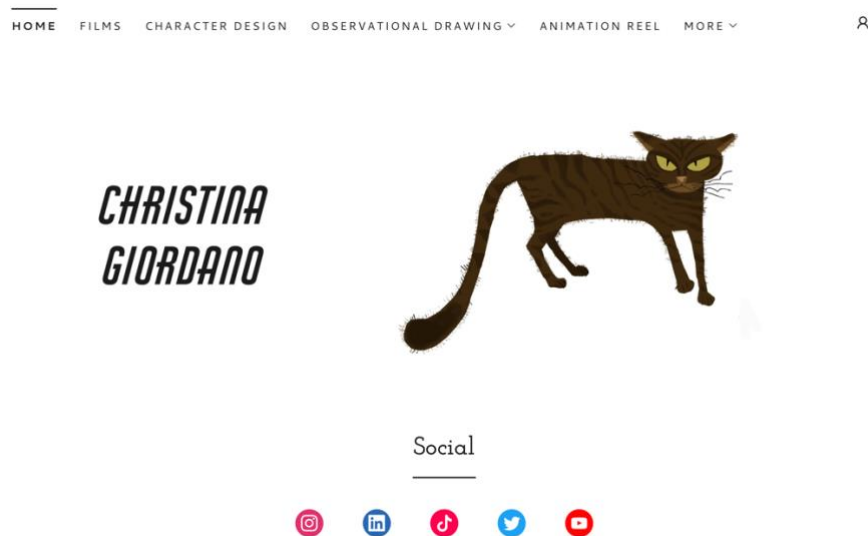 HOME FILMS CHARACTER DESIGN OBSERVATIONAL DRAWING ANIMATION REEL MORE
CHRISTINA
GIORDANO
Social